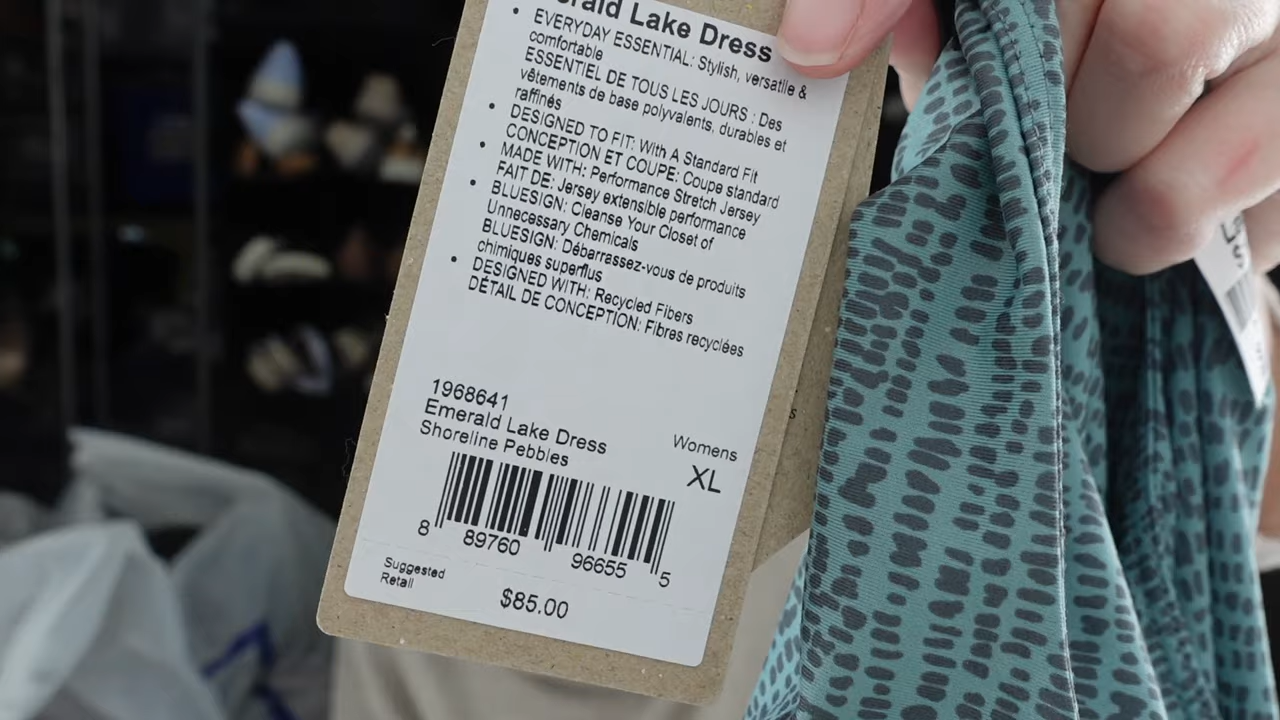 erald Lake Dress
• EVERYDAY ESSENTIAL: Stylish, versatile &
comfortable
ESSENTIEL DE TOUS LES JOURS : Des
vêtements de base polyvalents, durables et
raffinés
• DESIGNED TO FIT: With A Standard Fit
CONCEPTION ET COUPE: Coupe standard
• MADE WITH: Performance Stretch Jersey
FAIT DE: Jersey extensible performance
• BLUESIGN: Cleanse Your Closet of
Unnecessary Chemicals
BLUESIGN: Débarrassez-vous de produits
chimiques superflus
• DESIGNED WITH: Recycled Fibers
DÉTAIL DE CONCEPTION: Fibres recyclées
1968641
Emerald Lake Dress
Shoreline Pebbles
Womens
XL
8 89760 96655 5
Suggested
Retail
$85.00